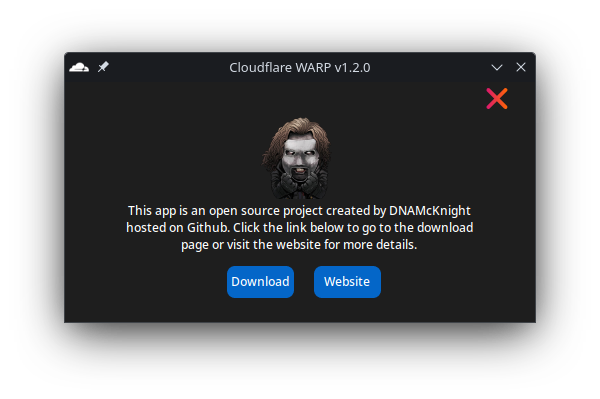 Cloudflare WARP v1.2.0
This app is an open source project created by DNAMcKnight
hosted on Github. Click the link below to go to the download
page or visit the website for more details.
Download
Website